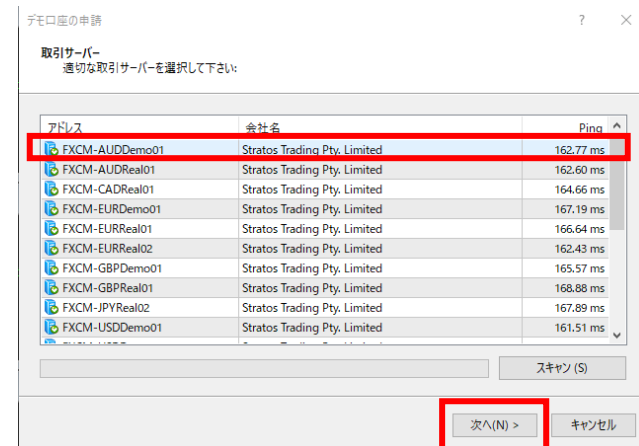 デモ口座の申請
取引サーバー
適切な取引サーバーを選択して下さい:
アドレス 会社名 Ping
FXCM-AUDDemo01 Stratos Trading Pty. Limited 162.77 ms
FXCM-AUDReal01 Stratos Trading Pty. Limited 162.60 ms
FXCM-CADReal01 Stratos Trading Pty. Limited 164.66 ms
FXCM-EURDemo01 Stratos Trading Pty. Limited 167.19 ms
FXCM-EURReal01 Stratos Trading Pty. Limited 166.64 ms
FXCM-EURReal02 Stratos Trading Pty. Limited 162.43 ms
FXCM-GBPDemo01 Stratos Trading Pty. Limited 165.57 ms
FXCM-GBPReal01 Stratos Trading Pty. Limited 168.88 ms
FXCM-JPYReal02 Stratos Trading Pty. Limited 167.89 ms
FXCM-USDDemo01 Stratos Trading Pty. Limited 161.51 ms
スキャン (S)
次へ(N) > キャンセル